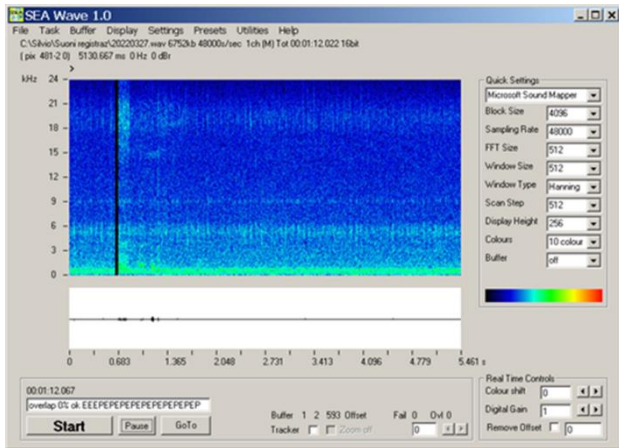 SEA Wave 1.0
File Task Buffer Display Settings Presets Utilities Help
C:\Silvio\Suoni registraz\20220327.wav 6752kb 48000s/sec 1ch (M) Tot 00:01:12.022 16bit
( pix 481-2 0) 5130.667 ms 0 Hz 0 dBr
kHz
24
21
18
15
12
9
6
3
0
0 0.683 1.365 2.048 2.731 3.413 4.096 4.779 5.461 s
Quick Settings
Microsoft Sound Mapper
Block Size 4096
Sampling Rate 48000
FFT Size 512
Window Size 512
Window Type Hanning
Scan Step 512
Display Height 256
Colours 10 colour
Buffer off
00:01:12.067
overlap 0% ok EEEPEPEPEPEPEPEPEPEPEPEP
Start Pause GoTo
Buffer 1 2 593 Offset Fail 0 Ovl 0
Tracker Zoom off 0
Real Time Controls
Colour shift 0
Digital Gain 1
Remove Offset 0